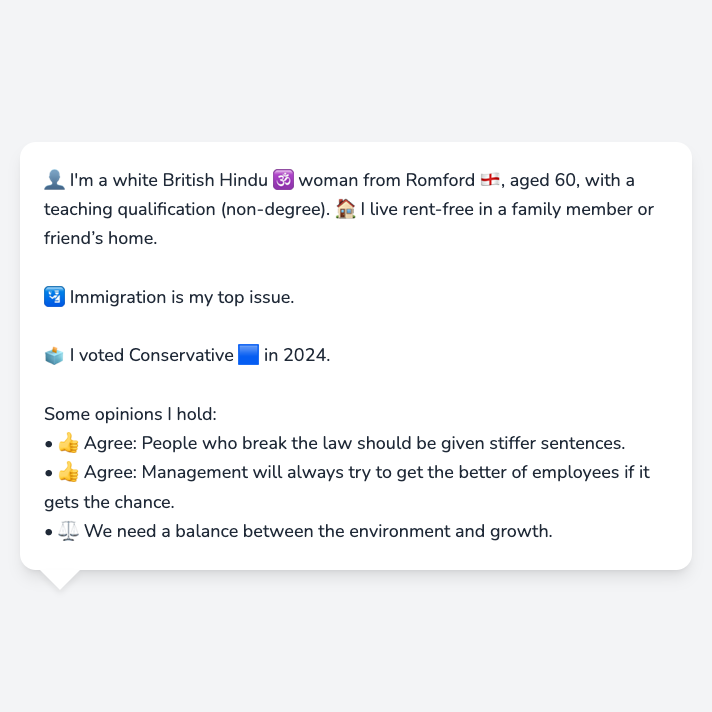 👤 I'm a white British Hindu 🕉️ woman from Romford 🏴󠁧󠁢󠁥󠁮󠁧󠁿, aged 60, with a
teaching qualification (non-degree). 🏠 I live rent-free in a family member or
friend’s home.
🛂 Immigration is my top issue.
🗳️ I voted Conservative 🟦 in 2024.
Some opinions I hold:
• 👍 Agree: People who break the law should be given stiffer sentences.
• 👍 Agree: Management will always try to get the better of employees if it
gets the chance.
• ⚖️ We need a balance between the environment and growth.